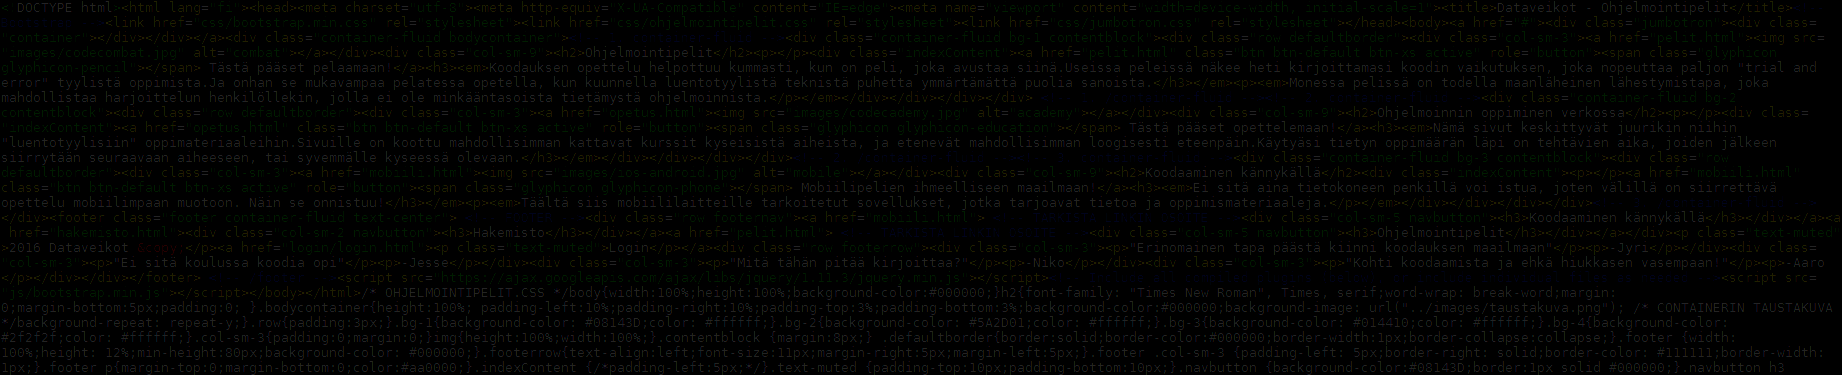 < DOCTYPE html><html lang="fi"><head><meta charset="utf-8"><meta http-equiv="X-UA-Compatible" content="IE=edge"><meta name="viewport" content="width=device-width, initial-scale=1"><title>Dataveikot - Ohjelmointipelit</title>
<link href="css/bootstrap.min.css" rel="stylesheet"><link href="css/ohjelmointipelit.css" rel="stylesheet"><link href="css/jumbotron.css" rel="stylesheet"></head><body><a href="#"><div class="jumbotron"><div class=
"container"></div></div></a><div class="container-fluid bodycontainer"> <div class="container-fluid bg-1 contentblock"><div class="row defaultborder"><div class="col-sm-3"><a href="pelit.html"><img src=
"images/codecombat.jpg" alt="combat"></a></div><div class="col-sm-9"><h2>Ohjelmointipelit</h2><p></p><div class="indexContent"><a href="pelit.html" class="btn btn-default btn-xs active" role="button"><span class="glyphicon
glyphicon-pencil"></span> Tästä pääset pelaamaan!</a><h3><em>Koodauksen opettelu helpottuu kummasti, kun on peli, joka avustaa siinä.Useissa peleissä näkee heti kirjoittamasi koodin vaikutuksen, joka nopeuttaa paljon "trial and
error" tyylistä oppimista.Ja onhan se mukavampaa pelatessa opetella, kun kuunnella luentotyylistä teknistä puhetta ymmärtämättä puolia sanoista.</h3></em><p><em>Monessa pelissä on todella maanläheinen lähestymistapa, joka
mahdollistaa harjoittelun henkilöllekin, jolla ei ole minkääntasoista tietämystä ohjelmoinnista.</p></em></div></div></div></div> <div class="container-fluid bg-2
contentblock"><div class="row defaultborder"><div class="col-sm-3"><a href="opetus.html"><img src="images/codecademy.jpg" alt="academy"></a></div><div class="col-sm-9"><h2>Ohjelmoinnin oppiminen verkossa</h2><p></p><div class=
"indexContent"><a href="opetus.html" class="btn btn-default btn-xs active" role="button"><span class="glyphicon glyphicon-education"></span> Tästä pääset opettelemaan!</a><h3><em>Nämä sivut keskittyvät juurikin niihin
"luentotyylisiin" oppimateriaaleihin.Sivuille on koottu mahdollisimman kattavat kurssit kyseisistä aiheista, ja etenevät mahdollisimman loogisesti eteenpäin.Käytyäsi tietyn oppimäärän läpi on tehtävien aika, joiden jälkeen
siirrytään seuraavaan aiheeseen, tai syvemmälle kyseessä olevaan.</h3></em></div></div></div></div> <div class="container-fluid bg-3 contentblock"><div class="row
defaultborder"><div class="col-sm-3"><a href="mobiili.html"><img src="images/ios-android.jpg" alt="mobile"></a></div><div class="col-sm-9"><h2>Koodaaminen kännykällä</h2><div class="indexContent"><p></p><a href="mobiili.html"
class="btn btn-default btn-xs active" role="button"><span class="glyphicon glyphicon-phone"></span> Mobiilipelien ihmeelliseen maailmaan!</a><h3><em>Ei sitä aina tietokoneen penkillä voi istua, joten välillä on siirrettävä
opettelu mobiilimpaan muotoon. Näin se onnistuu!</h3></em><p><em>Täältä siis mobiililaitteille tarkoitetut sovellukset, jotka tarjoavat tietoa ja oppimismateriaaleja.</p></em></div></div></div></div>
</div><footer class="footer container-fluid text-center"> <div class="row footernav"><a href="mobiili.html"> <div class="col-sm-5 navbutton"><h3>Koodaaminen kännykällä</h3></div></a><a
href="hakemisto.html"><div class="col-sm-2 navbutton"><h3>Hakemisto</h3></div></a><a href="pelit.html"> <div class="col-sm-5 navbutton"><h3>Ohjelmointipelit</h3></div></a></div><p class="text-muted"
>2016 Dataveikot &copy;</p><a href="login/login.html"><p class="text-muted">Login</p></a><div class="row footer-row"><div class="col-sm-3"><p>"Erinomainen tapa päästä kiinni koodauksen maailmaan"</p><p>-Jyri</p></div><div class=
"col-sm-3"><p>"Ei sitä koulussa koodia opi"</p><p>-Jesse</p></div><div class="col-sm-3"><p>"Mitä tähän pitää kirjoittaa?"</p><p>-Niko</p></div><div class="col-sm-3"><p>"Kohti koodaamista ja ehkä hiukkasen vasempaan!"</p><p>-Aaro
</p></div></div></footer> <script src="https://ajax.googleapis.com/ajax/libs/jquery/1.11.3/jquery.min.js"></script> <script src=
"js/bootstrap.min.js"></script></body></html>/* OHJELMOINTIPELIT.CSS */body{width:100%;height:100%;background-color:#000000;}h2{font-family: "Times New Roman", Times, serif;word-wrap: break-word;margin:
0;margin-bottom:5px;padding:0; }.bodycontainer{height:100%; padding-left:10%;padding-right:10%;padding-top:3%;padding-bottom:3%;background-color:#000000;background-image: url("../images/taustakuva.png"); /* CONTAINERIN TAUSTAKUVA
*/background-repeat: repeat-y;}.row{padding:3px;}.bg-1{background-color: #08143D;color: #ffffff;}.bg-2{background-color: #5A2D01;color: #ffffff;}.bg-3{background-color: #014410;color: #ffffff;}.bg-4{background-color:
#2f2f2f;color: #ffffff;}.col-sm-3{padding:0;margin:0;}img{height:100%;width:100%;}.contentblock {margin:8px;} .defaultborder{border:solid;border-color:#000000;border-width:1px;border-collapse:collapse;}.footer {width:
100%;height: 12%;min-height:80px;background-color: #000000;}.footerrow{text-align:left;font-size:11px;margin-right:5px;margin-left:5px;}.footer .col-sm-3 {padding-left: 5px;border-right: solid;border-color: #111111;border-width:
1px;}.footer p{margin-top:0;margin-bottom:0;color:#aa0000;}.indexContent {/*padding-left:5px;*/}.text-muted {padding-top:10px;padding-bottom:10px;}.navbutton {background-color:#08143D;border:1px solid #000000;}.navbutton h3